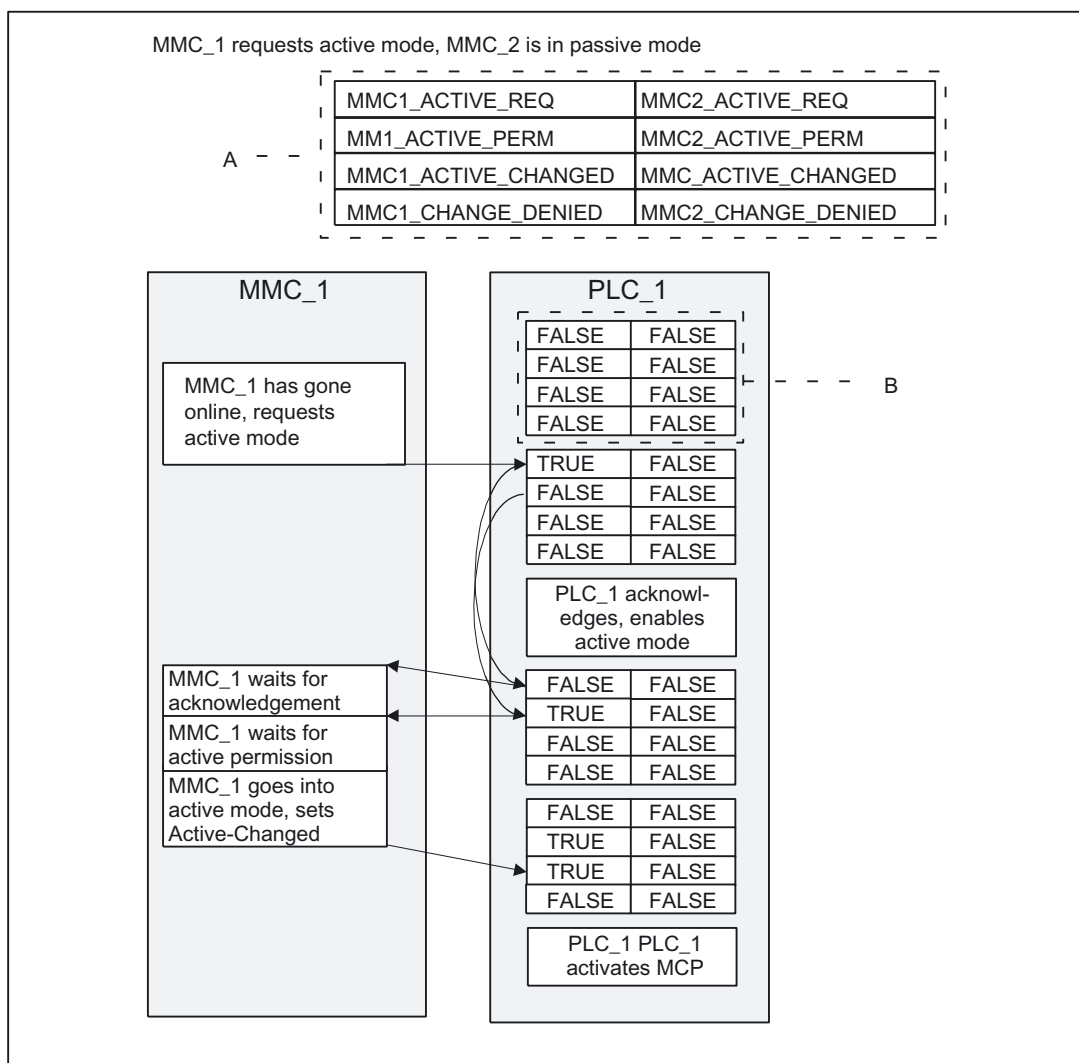 MMC_1 requests active mode, MMC_2 is in passive mode
MMC1_ACTIVE_REQ MMC2_ACTIVE_REQ
MM1_ACTIVE_PERM MMC2_ACTIVE_PERM
A
MMC1_ACTIVE_CHANGED MMC_ACTIVE_CHANGED
MMC1_CHANGE_DENIED MMC2_CHANGE_DENIED
MMC_1
MMC_1 has gone
online, requests
active mode
MMC_1 waits for
acknowledgement
MMC_1 waits for
active permission
MMC_1 goes into
active mode, sets
Active-Changed
PLC_1
FALSE FALSE
FALSE FALSE
FALSE FALSE
FALSE FALSE
B
TRUE FALSE
FALSE FALSE
FALSE FALSE
FALSE FALSE
PLC_1 acknowl-
edges, enables
active mode
FALSE FALSE
TRUE FALSE
FALSE FALSE
FALSE FALSE
FALSE FALSE
TRUE FALSE
TRUE FALSE
FALSE FALSE
PLC_1 PLC_1
activates MCP